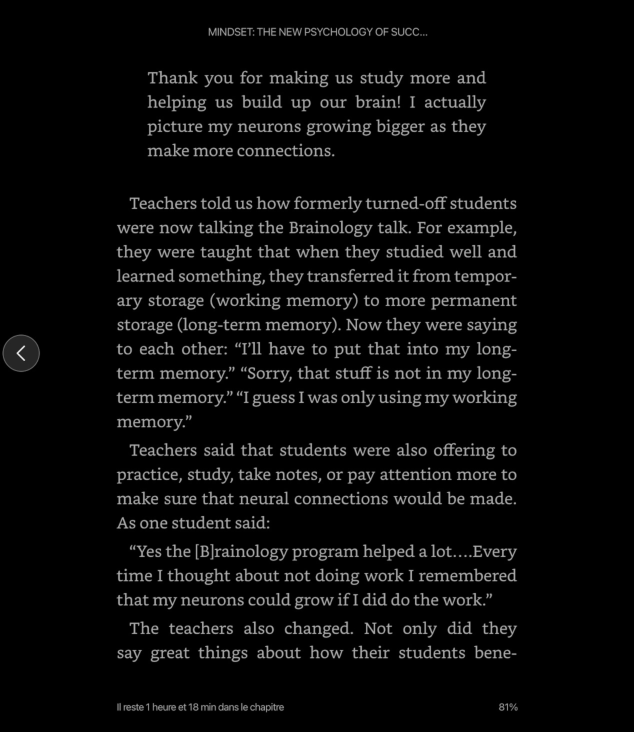 MINDSET: THE NEW PSYCHOLOGY OF SUCC...
Thank you for making us study more and
helping us build up our brain! I actually
picture my neurons growing bigger as they
make more connections.
Teachers told us how formerly turned-off students
were now talking the Brainology talk. For example,
they were taught that when they studied well and
learned something, they transferred it from tempor-
ary storage (working memory) to more permanent
storage (long-term memory). Now they were saying
to each other: “I’ll have to put that into my long-
term memory.” “Sorry, that stuff is not in my long-
term memory.” “I guess I was only using my working
memory.”
Teachers said that students were also offering to
practice, study, take notes, or pay attention more to
make sure that neural connections would be made.
As one student said:
“Yes the [B]rainology program helped a lot....Every
time I thought about not doing work I remembered
that my neurons could grow if I did do the work.”
The teachers also changed. Not only did they
say great things about how their students bene-
Il reste 1 heure et 18 min dans le chapitre 81%